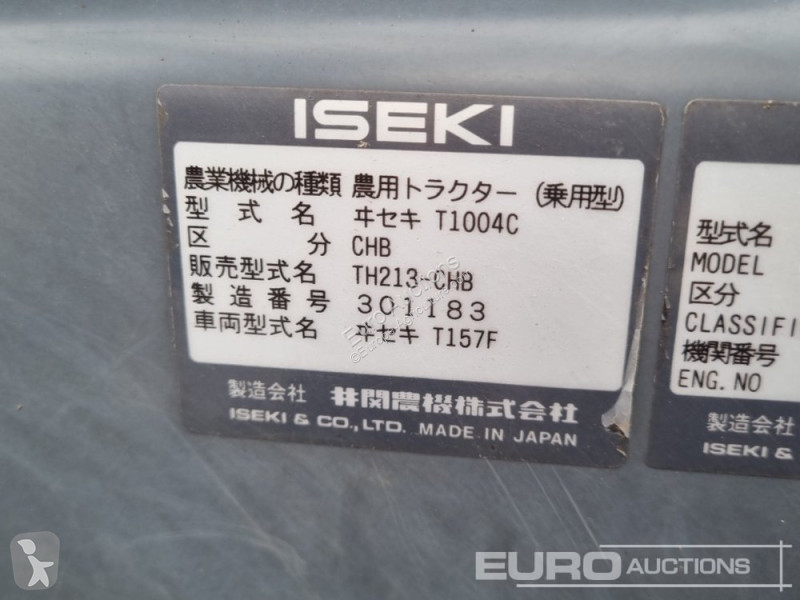 ISEKI
農業機械の種類 農用トラクター (乗用型)
型式名 ヰセキ T1004C
区分 CHB
販売型式名 TH213-CHB
製造番号 301183
車両型式名 ヰセキ T157F
製造会社 井関農機株式会社
ISEKI & CO., LTD. MADE IN JAPAN
型式名
MODEL
区分
CLASSIFI
機関番号
ENG. NO
製造会社
ISEKI &
Euro Auctions
EURO AUCTIONS